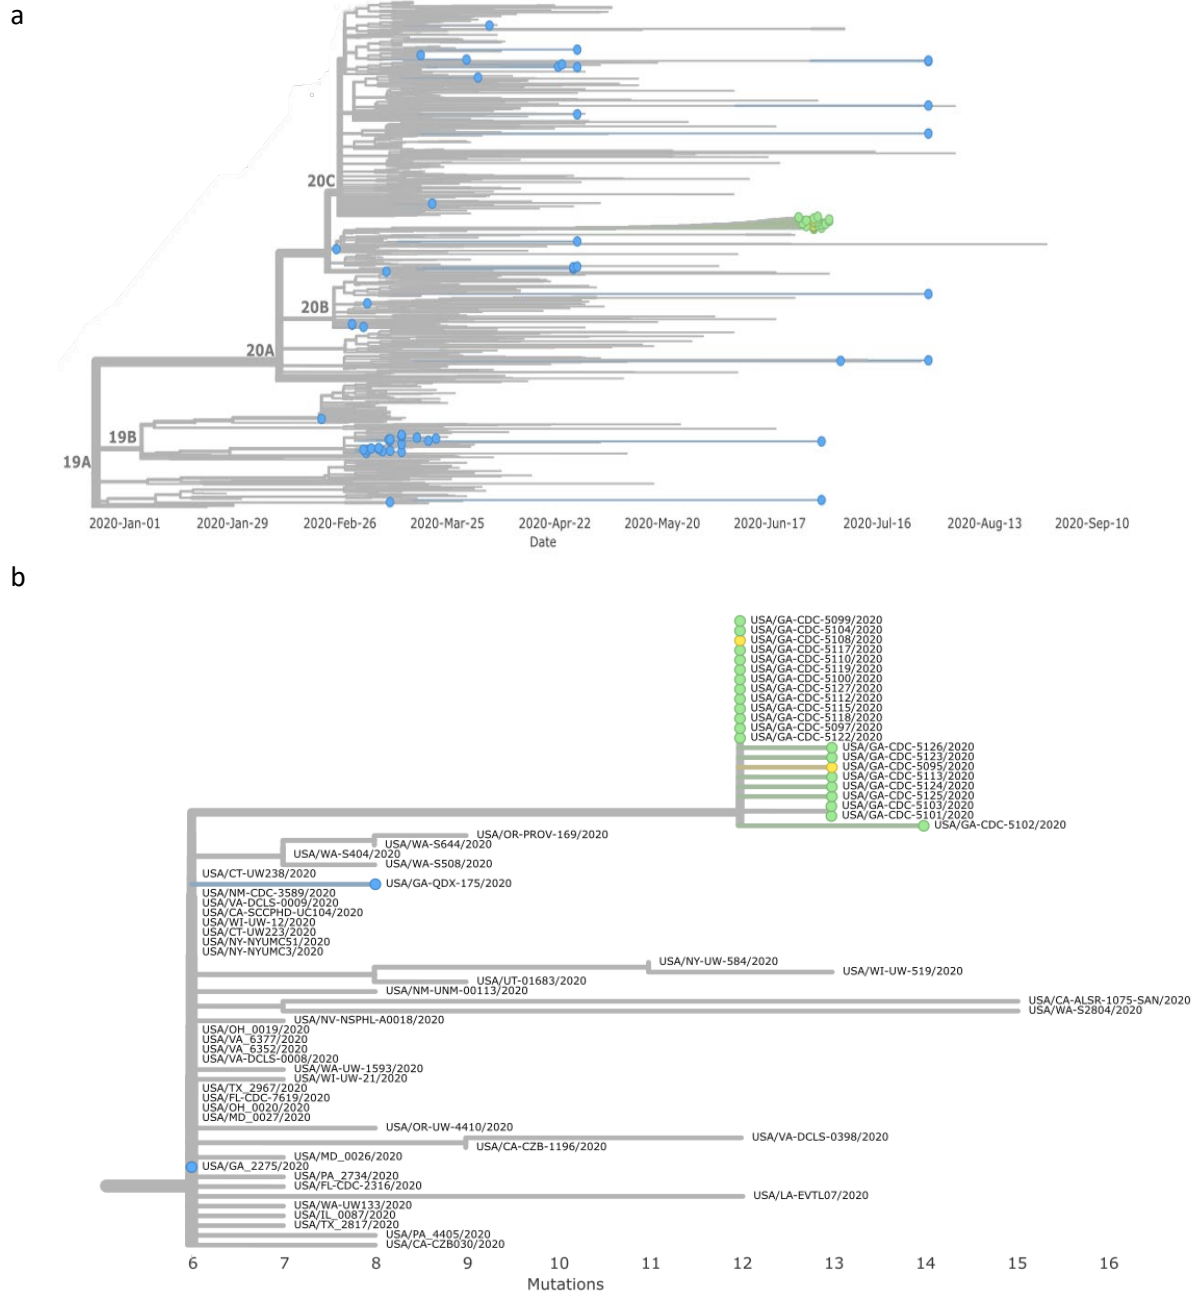 a
20C
20B
20A
19B
19A
2020-Jan-01 2020-Jan-29 2020-Feb-26 2020-Mar-25 2020-Apr-22 2020-May-20 2020-Jun-17 2020-Jul-16 2020-Aug-13 2020-Sep-10
Date
b
USA/GA-CDC-5099/2020
USA/GA-CDC-5104/2020
USA/GA-CDC-5108/2020
USA/GA-CDC-5117/2020
USA/GA-CDC-5110/2020
USA/GA-CDC-5119/2020
USA/GA-CDC-5100/2020
USA/GA-CDC-5127/2020
USA/GA-CDC-5112/2020
USA/GA-CDC-5115/2020
USA/GA-CDC-5118/2020
USA/GA-CDC-5097/2020
USA/GA-CDC-5122/2020
USA/GA-CDC-5126/2020
USA/GA-CDC-5123/2020
USA/GA-CDC-5095/2020
USA/GA-CDC-5113/2020
USA/GA-CDC-5124/2020
USA/GA-CDC-5125/2020
USA/GA-CDC-5103/2020
USA/GA-CDC-5101/2020
USA/GA-CDC-5102/2020
USA/OR-PROV-169/2020
USA/WA-S644/2020
USA/WA-S404/2020
USA/WA-S508/2020
USA/CT-UW238/2020
USA/GA-QDX-175/2020
USA/NM-CDC-3589/2020
USA/VA-DCLS-0009/2020
USA/CA-SCCPHD-UC104/2020
USA/WI-UW-12/2020
USA/CT-UW223/2020
USA/NY-NYUMC51/2020
USA/NY-NYUMC3/2020
USA/NY-UW-584/2020
USA/WI-UW-519/2020
USA/UT-01683/2020
USA/NM-UNM-00113/2020
USA/CA-ALSR-1075-SAN/2020
USA/WA-S2804/2020
USA/NV-NSPHL-A0018/2020
USA/OH_0019/2020
USA/VA_6377/2020
USA/VA_6352/2020
USA/VA-DCLS-0008/2020
USA/WA-UW-1593/2020
USA/WI-UW-21/2020
USA/TX_2967/2020
USA/FL-CDC-7619/2020
USA/OH_0020/2020
USA/MD_0027/2020
USA/OR-UW-4410/2020
USA/VA-DCLS-0398/2020
USA/CA-CZB-1196/2020
USA/MD_0026/2020
USA/GA_2275/2020
USA/PA_2734/2020
USA/FL-CDC-2316/2020
USA/LA-EVTL07/2020
USA/WA-UW133/2020
USA/IL_0087/2020
USA/TX_2817/2020
USA/PA_4405/2020
USA/CA-CZB030/2020
6 7 8 9 10 11 12 13 14 15 16
Mutations